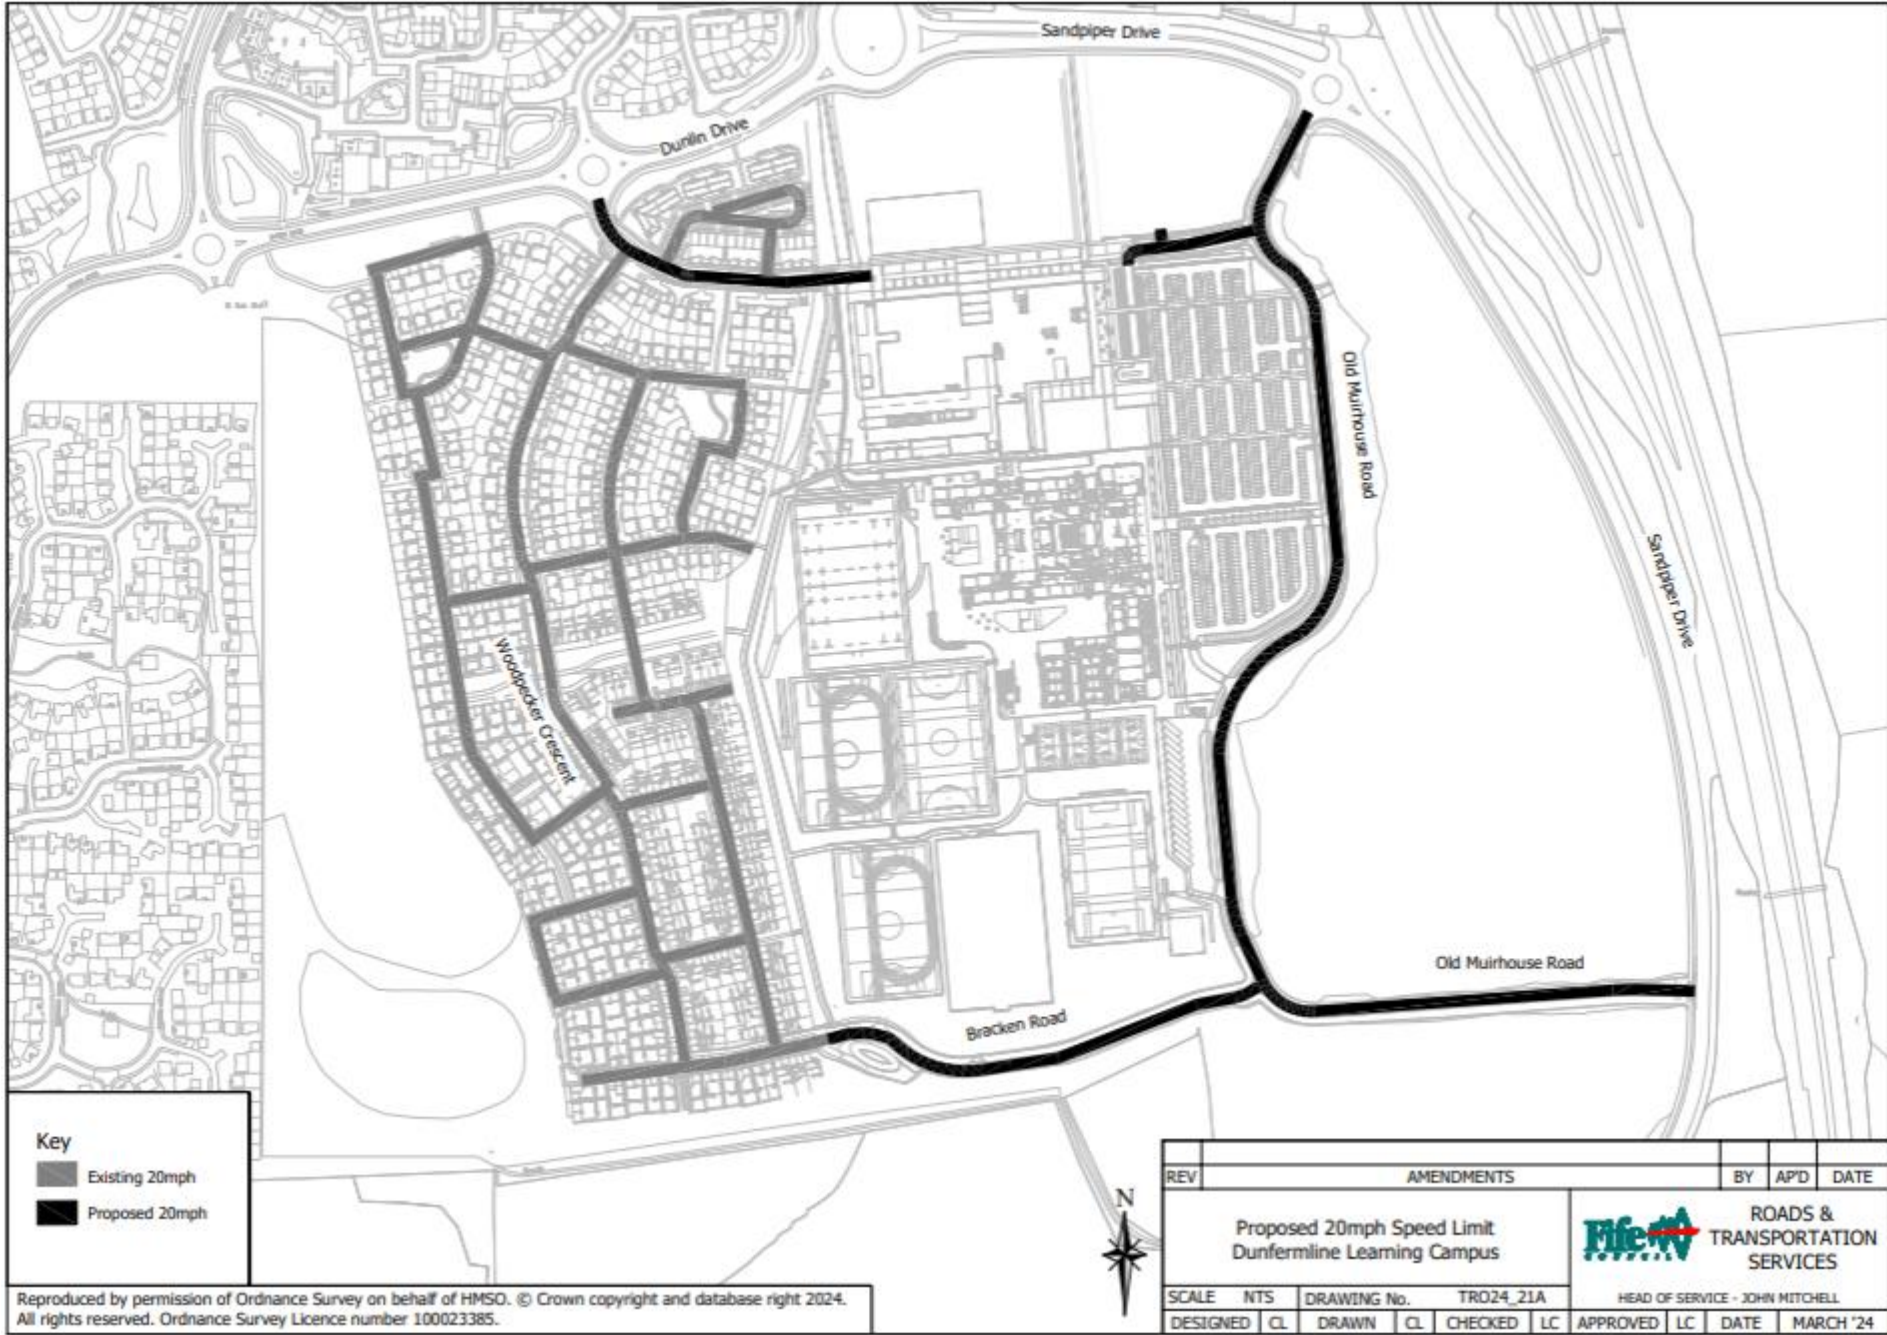 Sandpiper Drive
Dunlin Drive
Old Muirhouse Road
Sandpiper Drive
Woodpecker Crescent
Old Muirhouse Road
Bracken Road
Key
Existing 20mph
Proposed 20mph
N
REV AMENDMENTS BY AP'D DATE
Proposed 20mph Speed Limit
Dunfermline Learning Campus
Fife
COUNCIL
ROADS &
TRANSPORTATION
SERVICES
HEAD OF SERVICE - JOHN MITCHELL
SCALE NTS DRAWING No. TRO24_21A
DESIGNED CL DRAWN CL CHECKED LC APPROVED LC DATE MARCH '24
Reproduced by permission of Ordnance Survey on behalf of HMSO. © Crown copyright and database right 2024.
All rights reserved. Ordnance Survey Licence number 100023385.